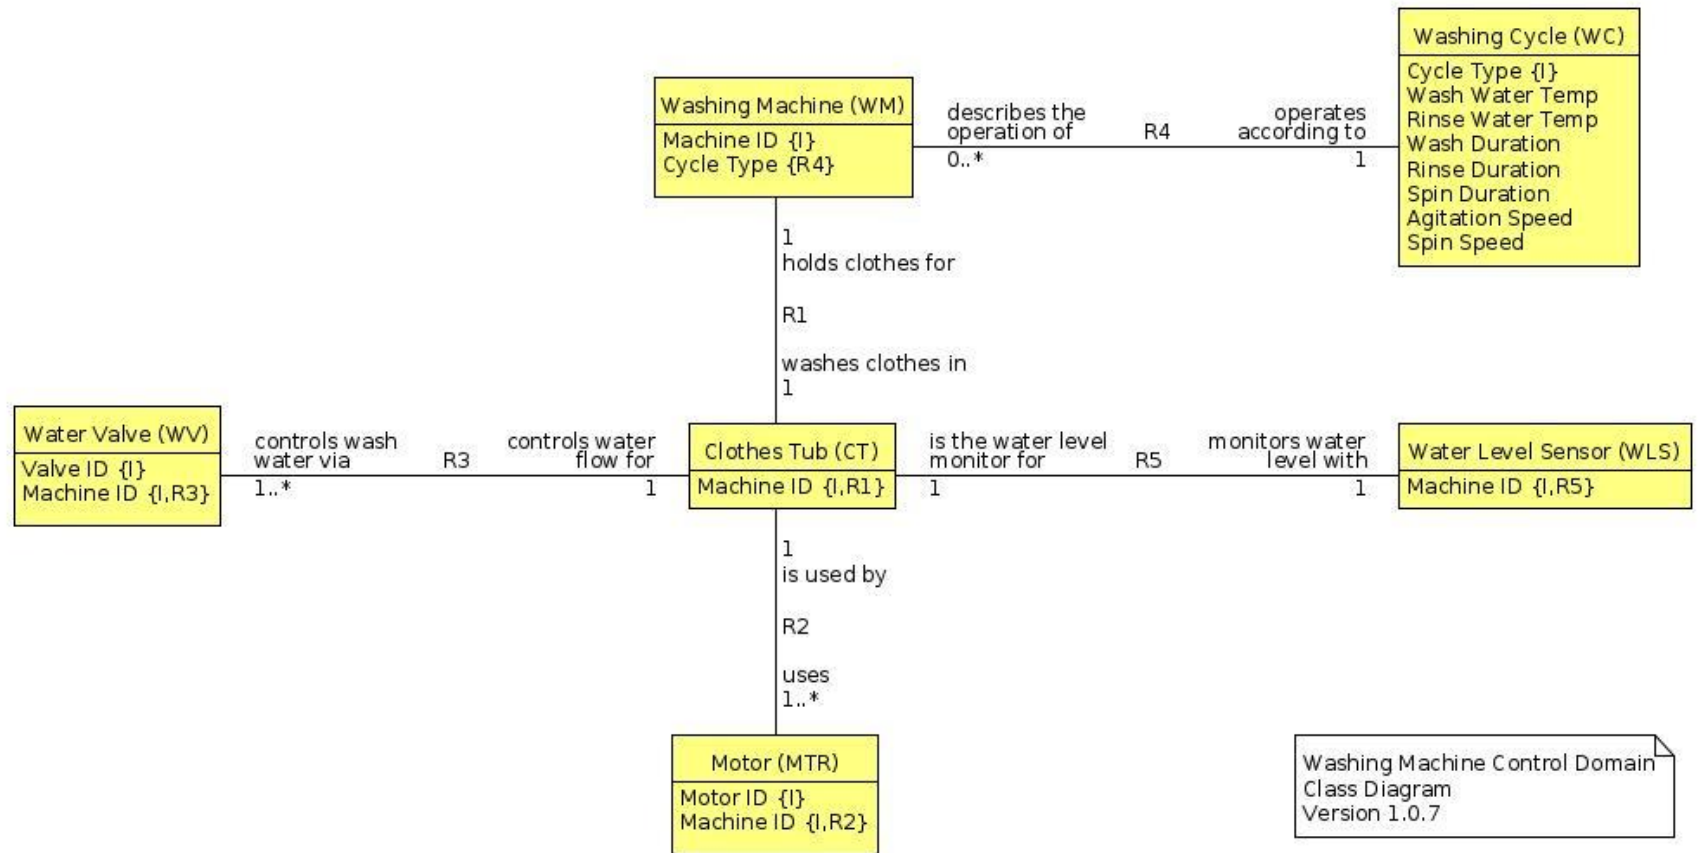 Washing Cycle (WC)
Cycle Type {I}
Wash Water Temp
Rinse Water Temp
Wash Duration
Rinse Duration
Spin Duration
Agitation Speed
Spin Speed
Washing Machine (WM)
Machine ID {I}
Cycle Type {R4}
describes the
operation of
R4
operates
according to
0..*
1
1
holds clothes for
R1
washes clothes in
1
Water Valve (WV)
Valve ID {I}
Machine ID {I,R3}
controls wash
water via
R3
controls water
flow for
1..*
1
Clothes Tub (CT)
Machine ID {I,R1}
is the water level
monitor for
R5
monitors water
level with
1
1
Water Level Sensor (WLS)
Machine ID {I,R5}
1
is used by
R2
uses
1..*
Motor (MTR)
Motor ID {I}
Machine ID {I,R2}
Washing Machine Control Domain
Class Diagram
Version 1.0.7